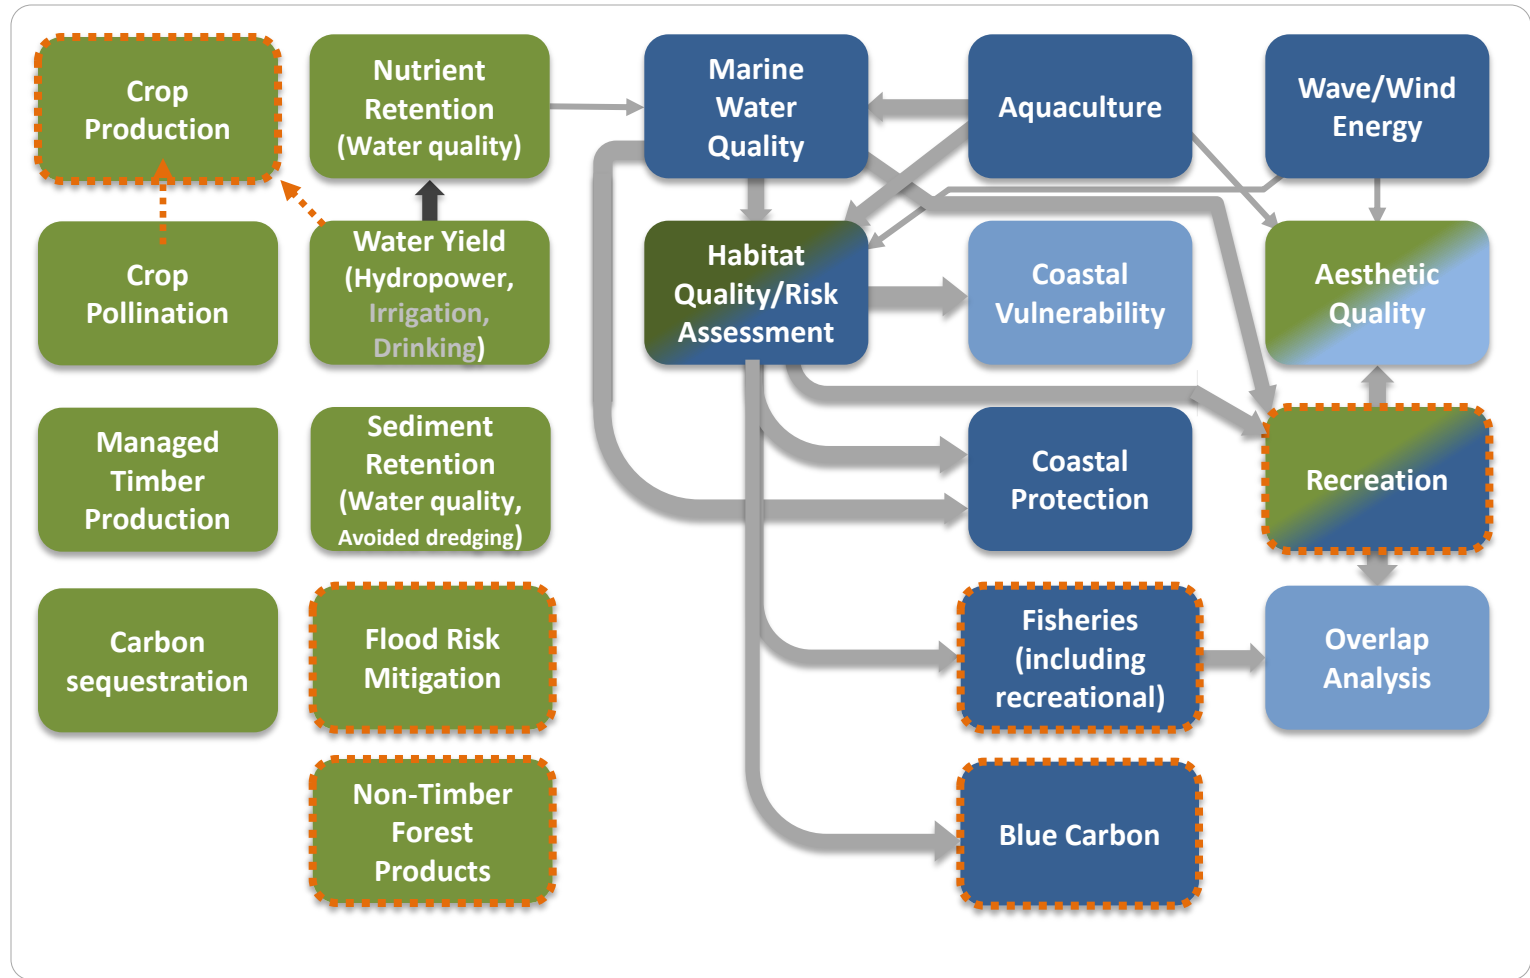 Crop
Production
Nutrient
Retention
(Water quality)
Marine
Water
Quality
Aquaculture
Wave/Wind
Energy
Crop
Pollination
Water Yield
(Hydropower,
Irrigation,
Drinking)
Habitat
Quality/Risk
Assessment
Coastal
Vulnerability
Aesthetic
Quality
Managed
Timber
Production
Sediment
Retention
(Water quality,
Avoided dredging)
Coastal
Protection
Recreation
Carbon
sequestration
Flood Risk
Mitigation
Fisheries
(including
recreational)
Overlap
Analysis
Non-Timber
Forest
Products
Blue Carbon